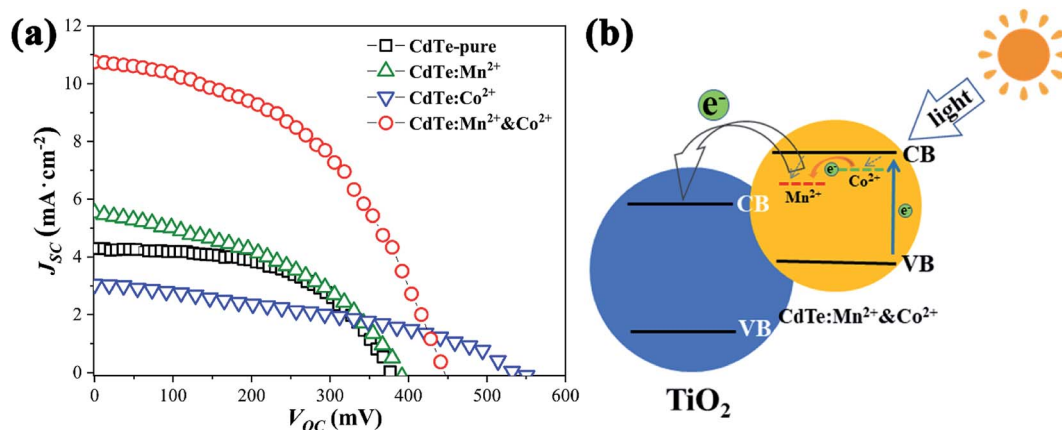 (a)
12
10
8
6
4
2
0
J_SC (mA·cm⁻²)
0
100
200
300
400
500
600
V_OC (mV)
CdTe-pure
CdTe:Mn²⁺
CdTe:Co²⁺
CdTe:Mn²⁺&Co²⁺
(b)
e⁻
light
CB
e⁻
Co²⁺
Mn²⁺
CB
e⁻
VB
VB
CdTe:Mn²⁺&Co²⁺
TiO₂